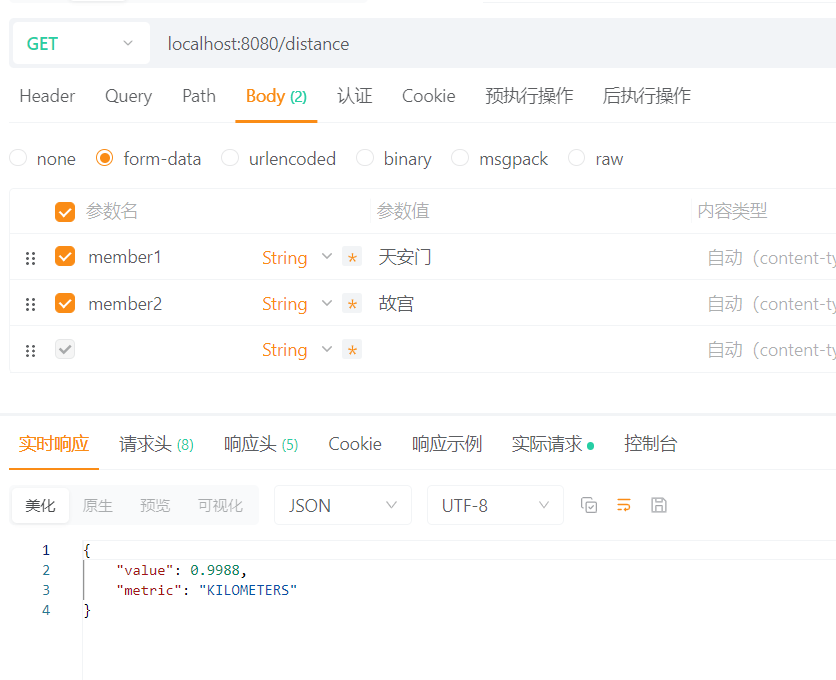 GET localhost:8080/distance
Header Query Path Body (2) 认证 Cookie 预执行操作 后执行操作
none form-data urlencoded binary msgpack raw
参数名 参数值 内容类型
member1 String * 天安门 自动 (content-ty
member2 String * 故宫 自动 (content-ty
String * 自动 (content-ty
实时响应 请求头 (8) 响应头 (5) Cookie 响应示例 实际请求 控制台
美化 原生 预览 可视化 JSON UTF-8
1 {
2 "value": 0.9988,
3 "metric": "KILOMETERS"
4 }